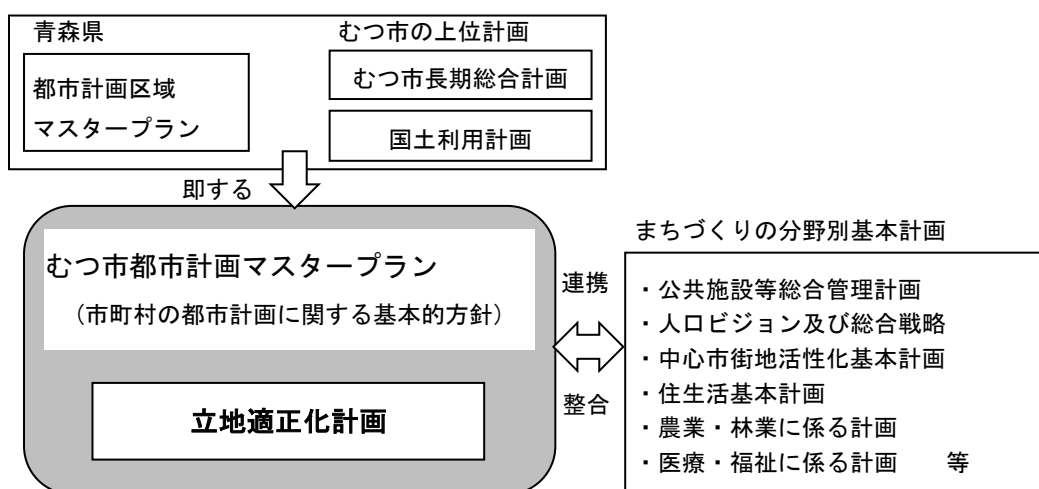 青森県
都市計画区域
マスタープラン
むつ市の上位計画
むつ市長期総合計画
国土利用計画
即する
むつ市都市計画マスタープラン
（市町村の都市計画に関する基本的方針）
立地適正化計画
連携
整合
まちづくりの分野別基本計画
・公共施設等総合管理計画
・人口ビジョン及び総合戦略
・中心市街地活性化基本計画
・住生活基本計画
・農業・林業に係る計画
・医療・福祉に係る計画　　等